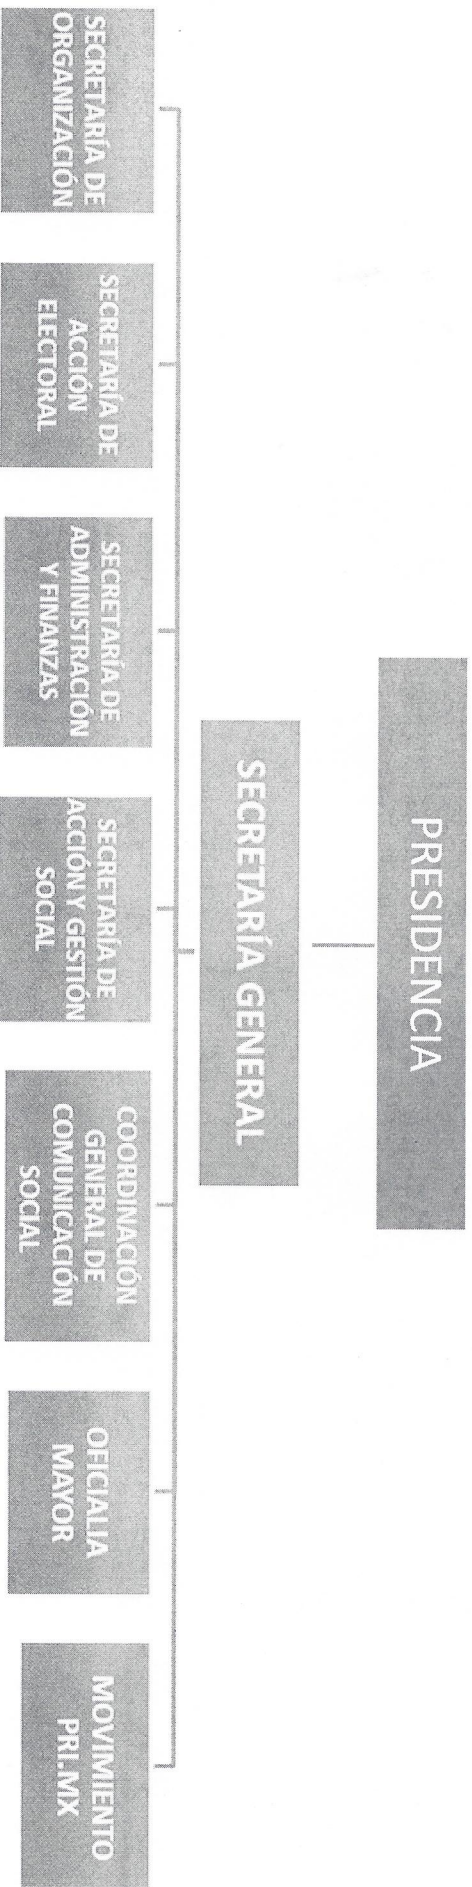 PRESIDENCIA
SECRETARÍA GENERAL
SECRETARÍA DE
ORGANIZACIÓN
SECRETARÍA DE
ACCIÓN
ELECTORAL
SECRETARÍA DE
ADMINISTRACIÓN
Y FINANZAS
SECRETARÍA DE
ACCIÓN Y GESTIÓN
SOCIAL
COORDINACIÓN
GENERAL DE
COMUNICACIÓN
SOCIAL
OFICIALIA
MAYOR
MOVIMIENTO
PRI.MX